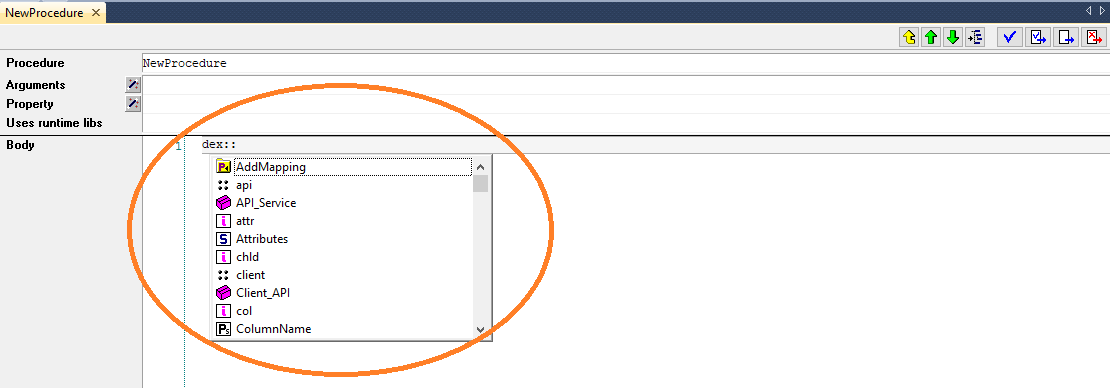 NewProcedure ×
Procedure NewProcedure
Arguments
Property
Uses runtime libs
Body 1 dex::
AddMapping
api
API_Service
attr
Attributes
chld
client
Client_API
col
ColumnName